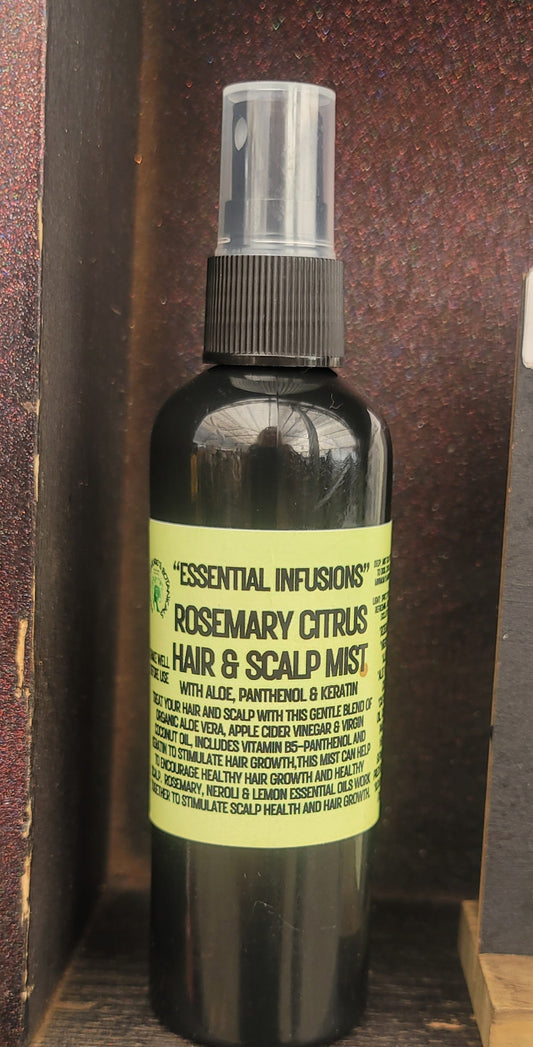 "ESSENTIAL INFUSIONS"
ROSEMARY CITRUS
HAIR & SCALP MIST
WITH ALOE, PANTHENOL & KERATIN
TREAT YOUR HAIR AND SCALP WITH THIS GENTLE BLEND OF
ORGANIC ALOE VERA, APPLE CIDER VINEGAR & VIRGIN
COCONUT OIL, INCLUDES VITAMIN B5-PANTHENOL AND
KERATIN TO STIMULATE HAIR GROWTH,THIS MIST CAN HELP
TO ENCOURAGE HEALTHY HAIR GROWTH AND HEALTHY
ROSEMARY, NEROLI & LEMON ESSENTIAL OILS WORK
TOGETHER TO STIMULATE SCALP HEALTH AND HAIR GROWTH.
WELL
USE